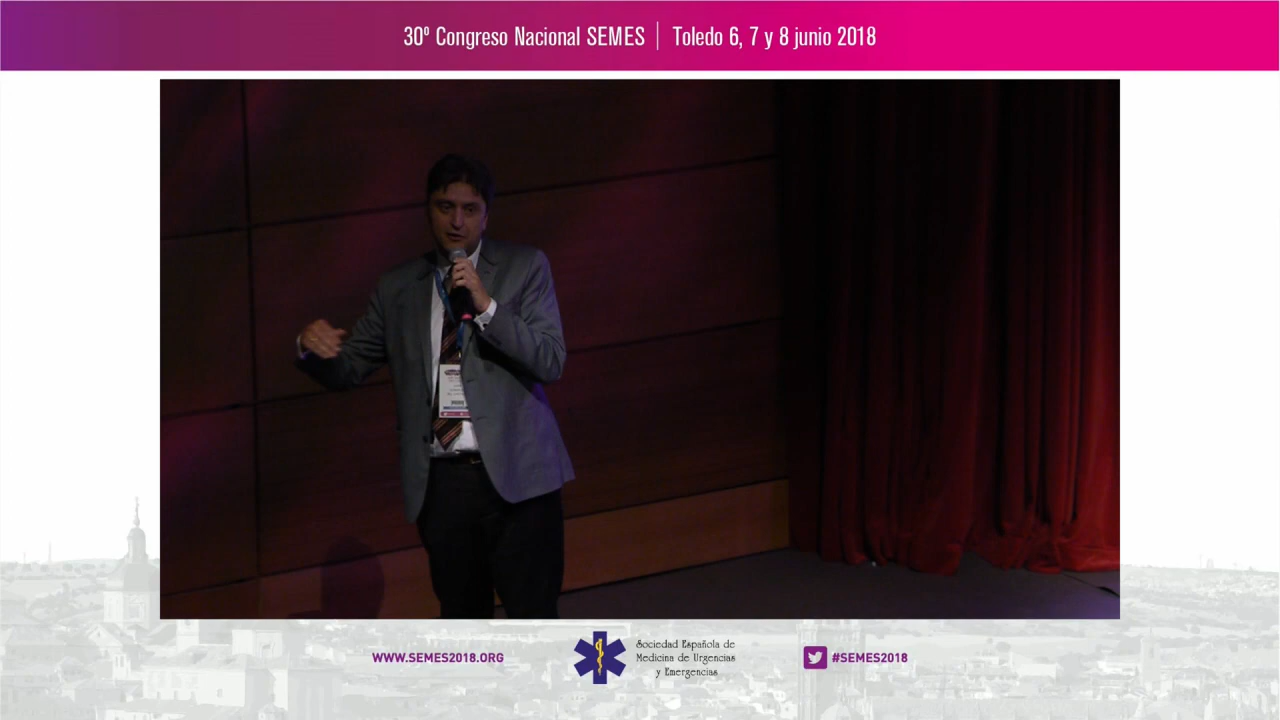 30º Congreso Nacional SEMES | Toledo 6, 7 y 8 junio 2018
WWW.SEMES2018.ORG
Sociedad Española de
Medicina de Urgencias
y Emergencias
#SEMES2018